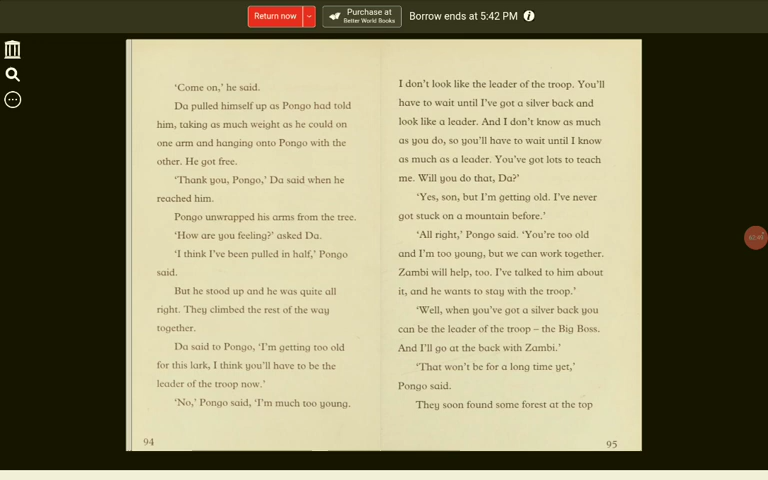 Return now
Purchase at
Better World Books
Borrow ends at 5:42 PM
‘Come on,’ he said.
Da pulled himself up as Pongo had told
him, taking as much weight as he could on
one arm and hanging onto Pongo with the
other. He got free.
‘Thank you, Pongo,’ Da said when he
reached him.
Pongo unwrapped his arms from the tree.
‘How are you feeling?’ asked Da.
‘I think I’ve been pulled in half,’ Pongo
said.
But he stood up and he was quite all
right. They climbed the rest of the way
together.
Da said to Pongo, ‘I’m getting too old
for this lark, I think you’ll have to be the
leader of the troop now.’
‘No,’ Pongo said, ‘I’m much too young.
94
I don’t look like the leader of the troop. You’ll
have to wait until I’ve got a silver back and
look like a leader. And I don’t know as much
as you do, so you’ll have to wait until I know
as much as a leader. You’ve got lots to teach
me. Will you do that, Da?’
‘Yes, son, but I’m getting old. I’ve never
got stuck on a mountain before.’
‘All right,’ Pongo said. ‘You’re too old
and I’m too young, but we can work together.
Zambi will help, too. I’ve talked to him about
it, and he wants to stay with the troop.’
‘Well, when you’ve got a silver back you
can be the leader of the troop – the Big Boss.
And I’ll go at the back with Zambi.’
‘That won’t be for a long time yet,’
Pongo said.
They soon found some forest at the top
95